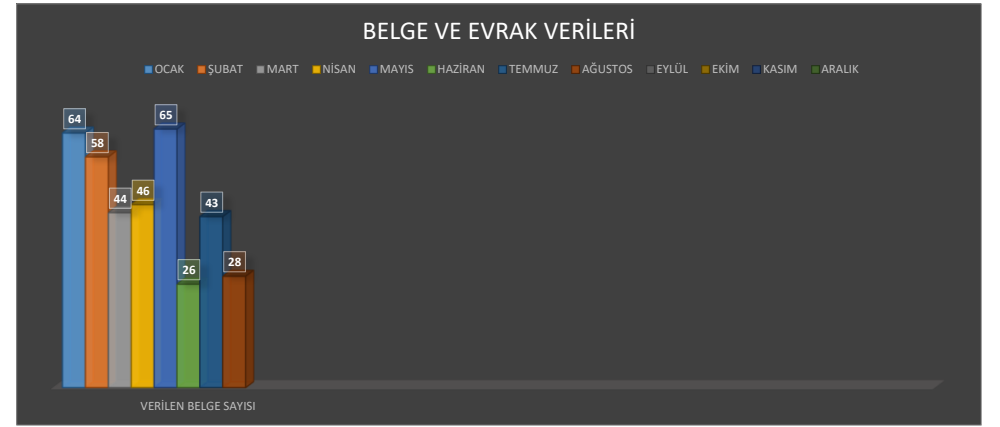 BELGE VE EVRAK VERİLERİ
OCAK ŞUBAT MART NİSAN MAYIS HAZİRAN TEMMUZ AĞUSTOS EYLÜL EKİM KASIM ARALIK
64 58 44 46 65 26 43 28
VERİLEN BELGE SAYISI